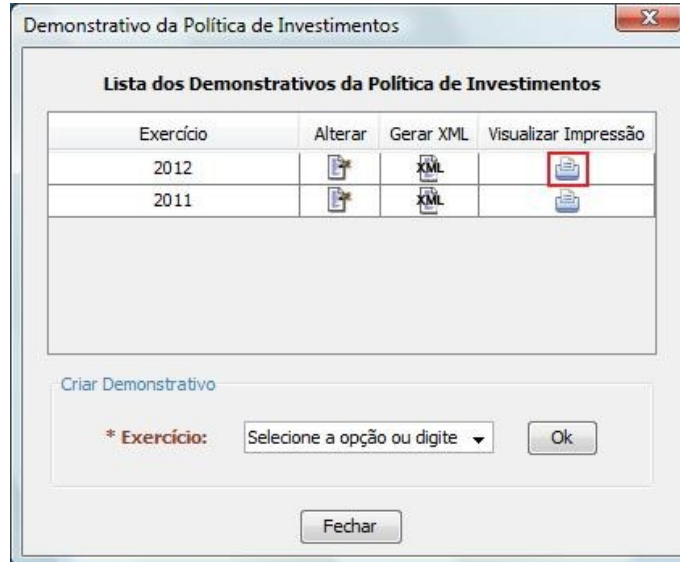 Demonstrativo da Política de Investimentos
Lista dos Demonstrativos da Política de Investimentos
Exercício Alterar Gerar XML Visualizar Impressão
2012 XML
2011 XML
Criar Demonstrativo
* Exercício: Selecione a opção ou digite Ok
Fechar